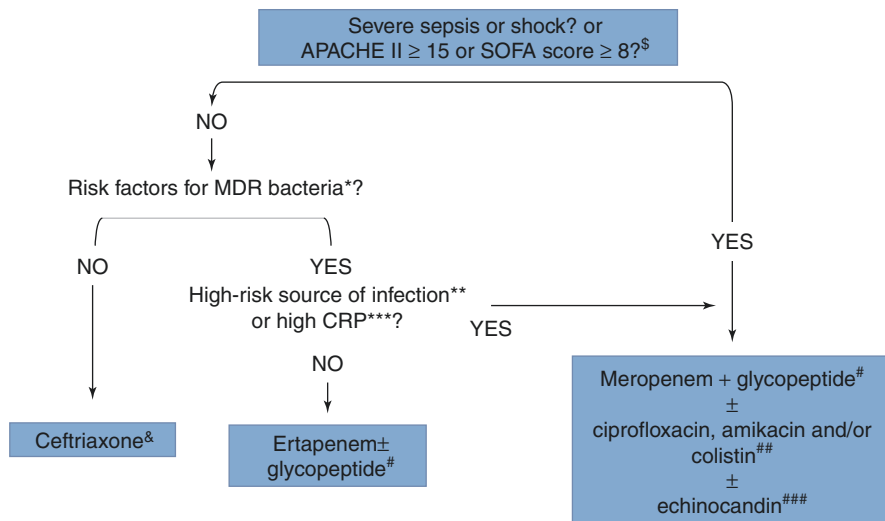 Severe sepsis or shock? or
APACHE II ≥ 15 or SOFA score ≥ 8?$
NO
Risk factors for MDR bacteria*?
YES
NO
YES
High-risk source of infection**
or high CRP***?
YES
NO
Ceftriaxone&
Ertapenem±
glycopeptide#
Meropenem + glycopeptide#
±
ciprofloxacin, amikacin and/or
colistin##
±
echinocandin###